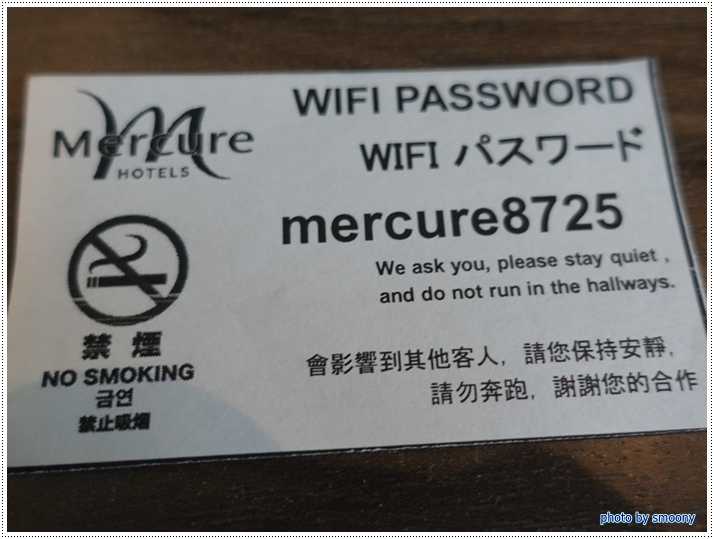 Mercure
HOTELS
WIFI PASSWORD
WIFI パスワード
mercure8725
We ask you, please stay quiet ,
and do not run in the hallways.
禁 煙
NO SMOKING
금연
禁止吸烟
會影響到其他客人，請您保持安靜，
請勿奔跑，謝謝您的合作
photo by smoony